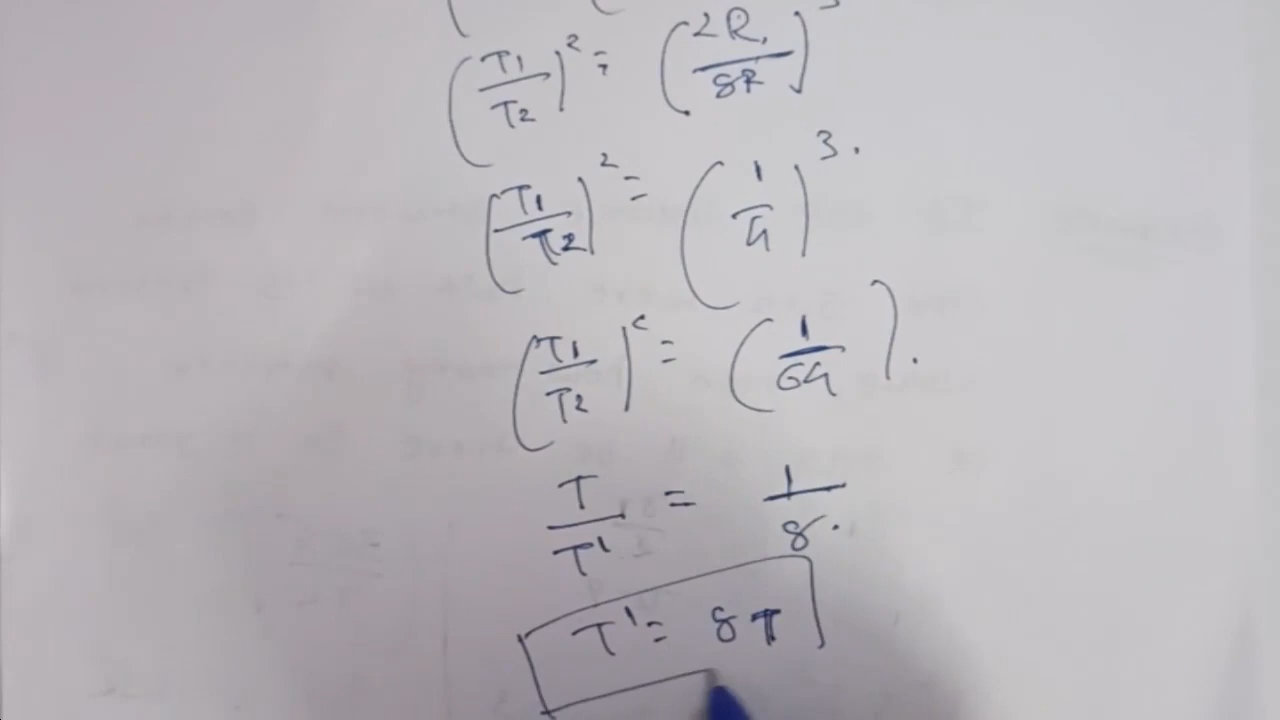 (T1/T2)² = (2R/8R)³
(T1/T2)² = (1/4)³.
(T1/T2)² = (1/64).
T/T' = 1/8.
T' = 8T